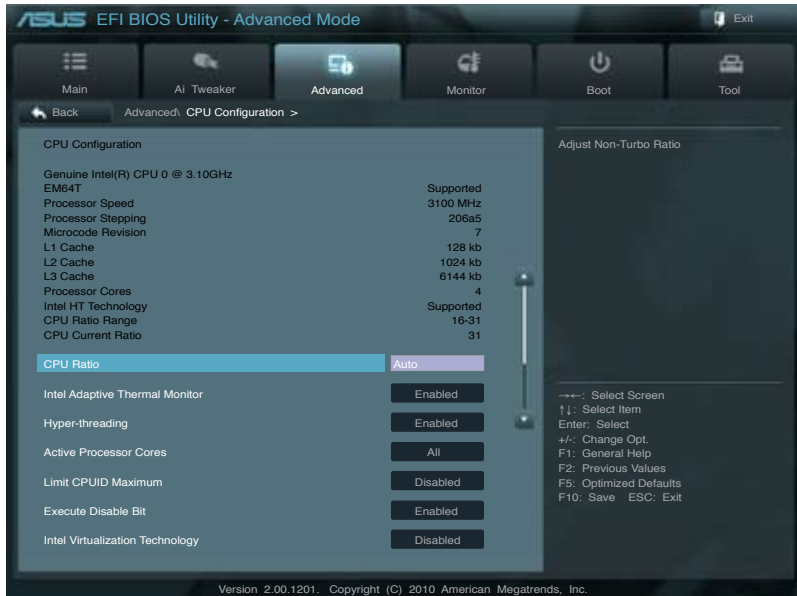 ASUS EFI BIOS Utility - Advanced Mode
Exit
Main
Ai Tweaker
Advanced
Monitor
Boot
Tool
Back
Advanced\ CPU Configuration >
CPU Configuration
Adjust Non-Turbo Ratio
Genuine Intel(R) CPU 0 @ 3.10GHz
EM64T Supported
Processor Speed 3100 MHz
Processor Stepping 206a5
Microcode Revision 7
L1 Cache 128 kb
L2 Cache 1024 kb
L3 Cache 6144 kb
Processor Cores 4
Intel HT Technology Supported
CPU Ratio Range 16-31
CPU Current Ratio 31
CPU Ratio Auto
Intel Adaptive Thermal Monitor Enabled
Hyper-threading Enabled
Active Processor Cores All
Limit CPUID Maximum Disabled
Execute Disable Bit Enabled
Intel Virtualization Technology Disabled
→←: Select Screen
↑↓: Select Item
Enter: Select
+/-: Change Opt.
F1: General Help
F2: Previous Values
F5: Optimized Defaults
F10: Save ESC: Exit
Version 2.00.1201. Copyright (C) 2010 American Megatrends, Inc.